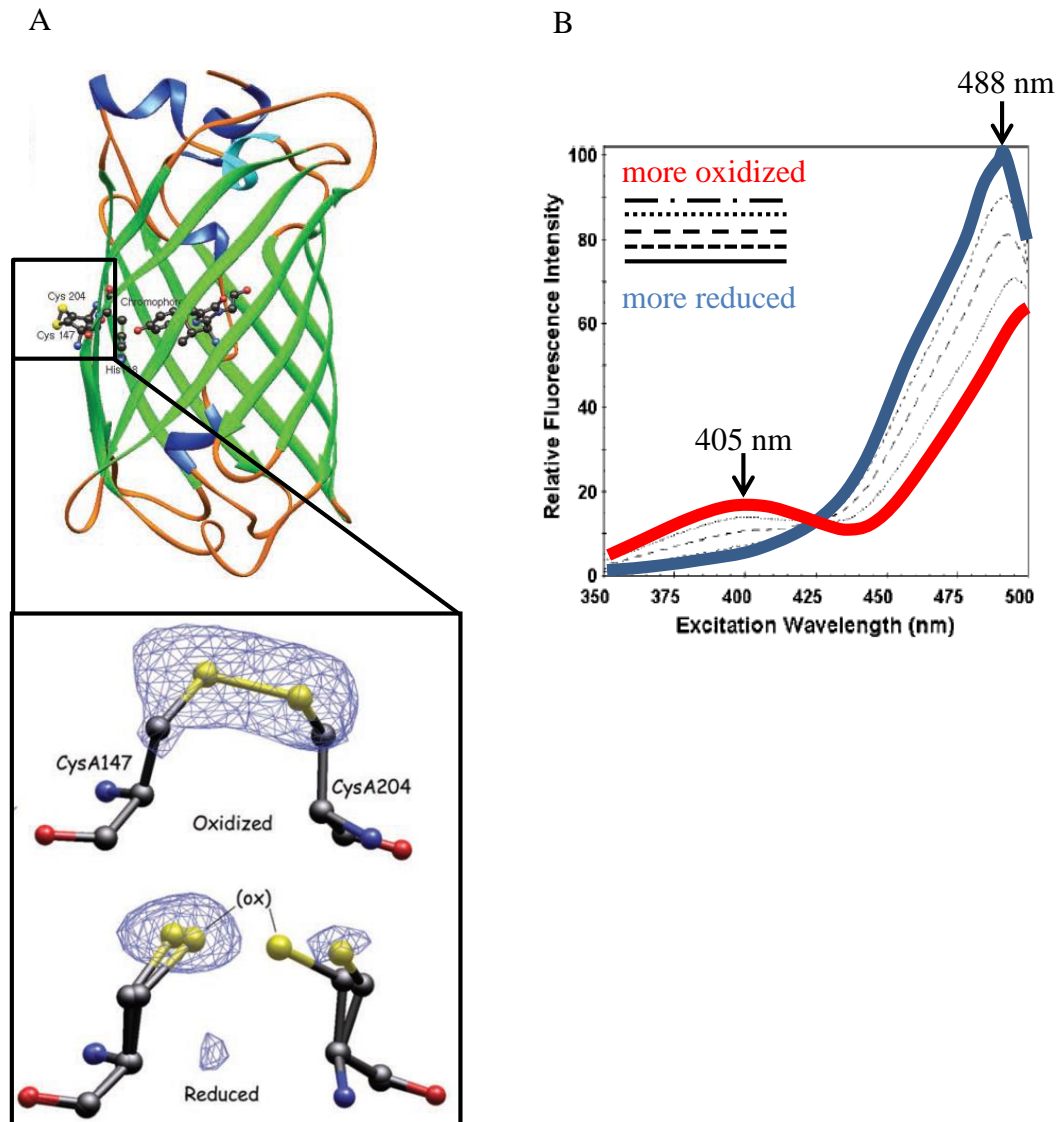 A
Cys 204
Chromophore
Cys 147
CysA147
CysA204
Oxidized
(ox)
Reduced
B
488 nm
more oxidized
more reduced
405 nm
Relative Fluorescence Intensity
100
80
60
40
20
0
350
375
400
425
450
475
500
Excitation Wavelength (nm)